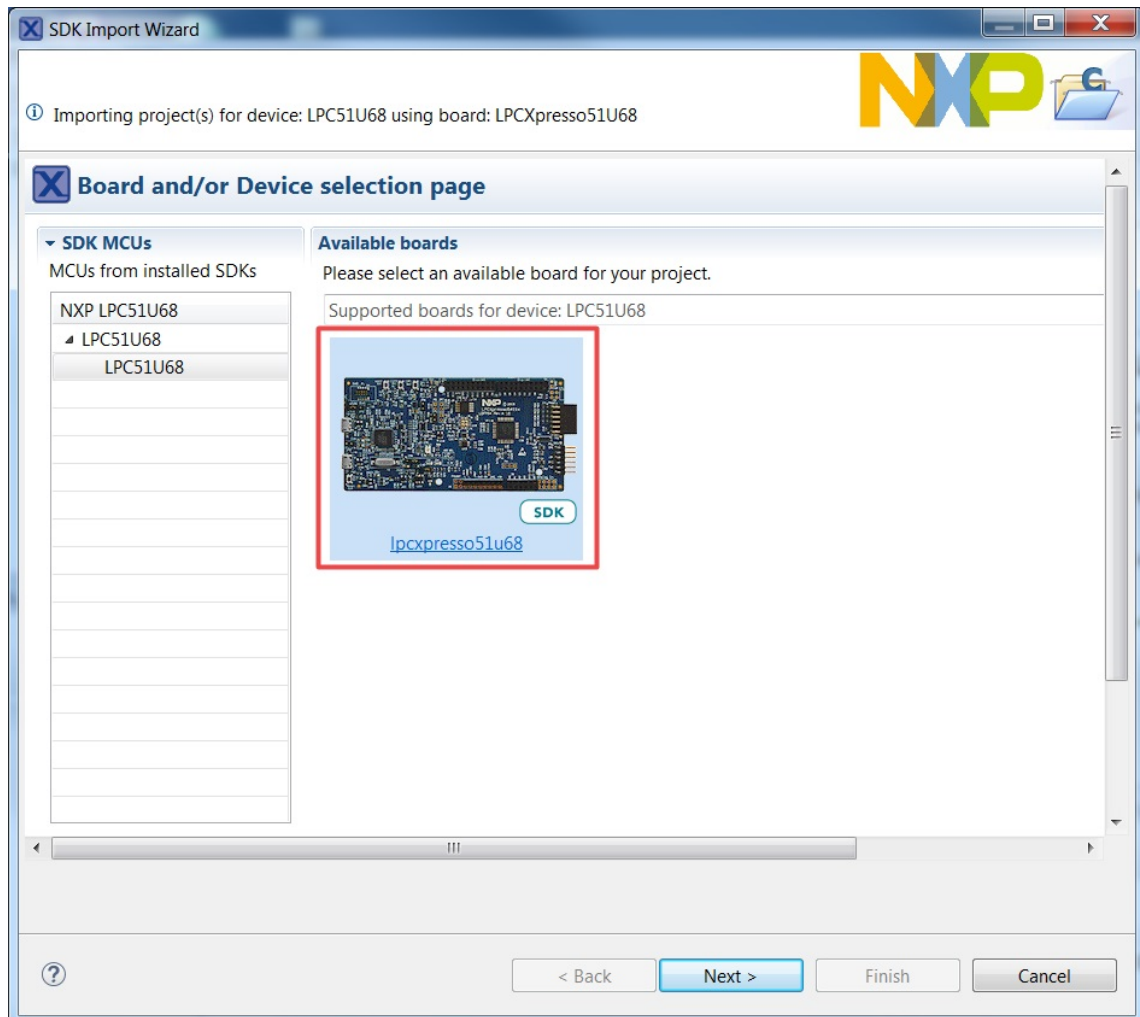 SDK Import Wizard
NXP
Importing project(s) for device: LPC51U68 using board: LPCXpresso51U68
Board and/or Device selection page
SDK MCUs
MCUs from installed SDKs
NXP LPC51U68
LPC51U68
LPC51U68
Available boards
Please select an available board for your project.
Supported boards for device: LPC51U68
NXP
SDK
lpcxpresso51u68
< Back
Next >
Finish
Cancel